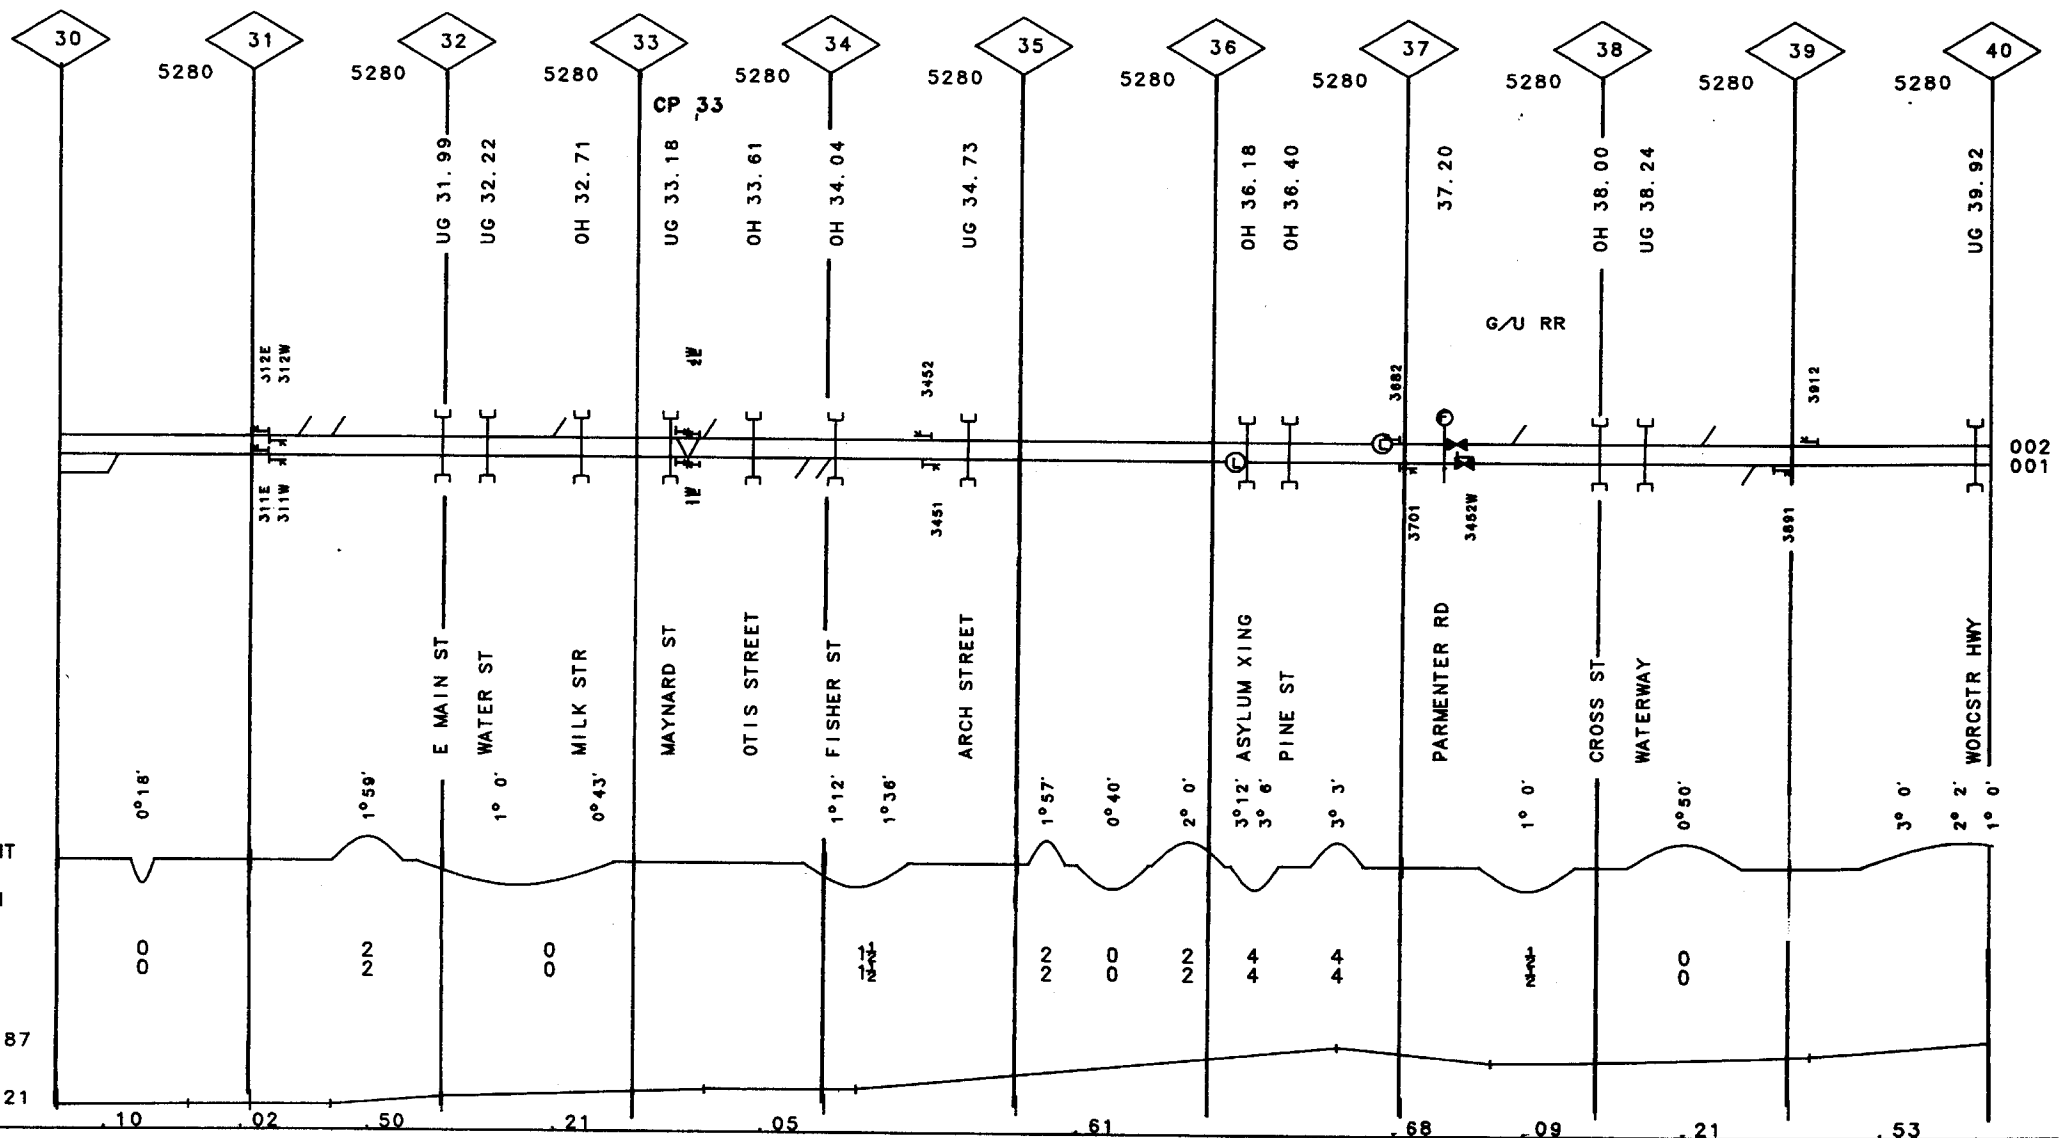 30 31 32 33 34 35 36 37 38 39 40
5280 5280 5280 5280 5280 5280 5280 5280 5280 5280
CP 33
UG 31.99
UG 32.22
OH 32.71
UG 33.18
OH 33.61
OH 34.04
UG 34.73
OH 36.18
OH 36.40
37.20
OH 38.00
UG 38.24
UG 39.92
G/U RR
312E
312W
3452
3682
3912
002
001
311E
311W
1W
3451
3701
3452W
3891
E MAIN ST
WATER ST
MILK STR
MAYNARD ST
OTIS STREET
FISHER ST
ARCH STREET
ASYLUM XING
PINE ST
PARMENTER RD
CROSS ST
WATERWAY
WORCSTR HWY
0°18'
1°59'
1° 0'
0°43'
1°12'
1°36'
1°57'
0°40'
2° 0'
3°12'
3° 6'
3° 3'
1° 0'
0°50'
3° 0'
2° 2'
1° 0'
0 2 0 2 0 2 4 4 0
0 2 0 2 0 2 4 4 0
87
21
.10 .02 .50 .21 .05 .61 .68 .09 .21 .53